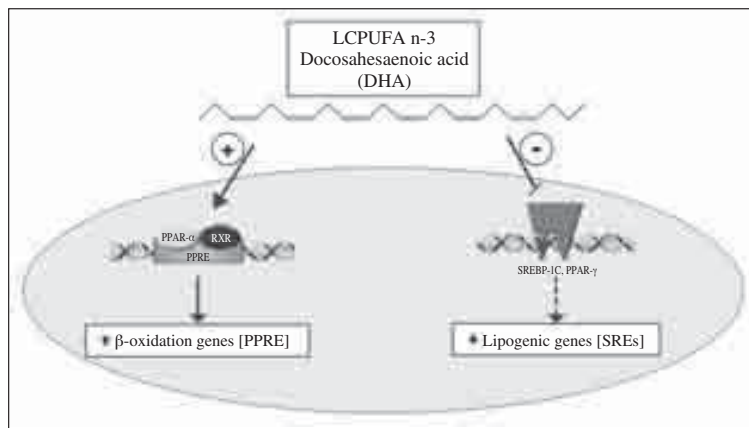 LCPUFA n-3
Docosahesaenoic acid
(DHA)
+
-
PPAR-α
RXR
PPRE
SREBP-1C, PPAR-γ
β-oxidation genes [PPRE]
Lipogenic genes [SREs]